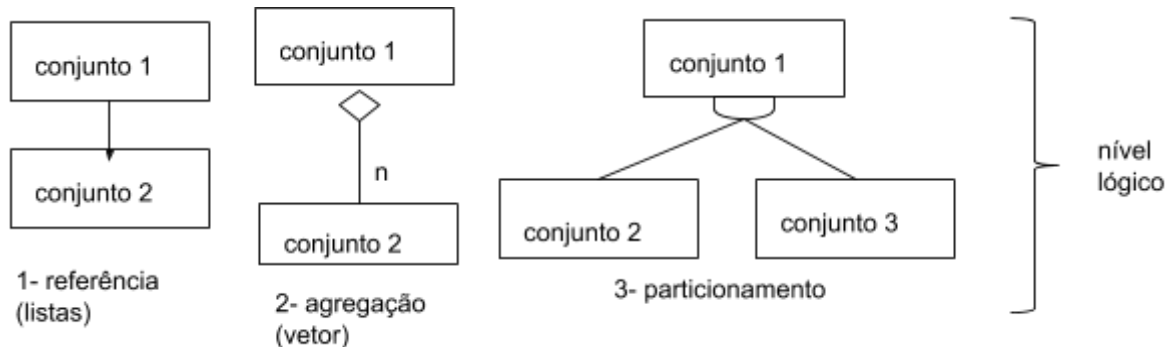 conjunto 1
conjunto 2
1- referência
(listas)
conjunto 1
n
conjunto 2
2- agregação
(vetor)
conjunto 1
conjunto 2
conjunto 3
3- particionamento
nível
lógico